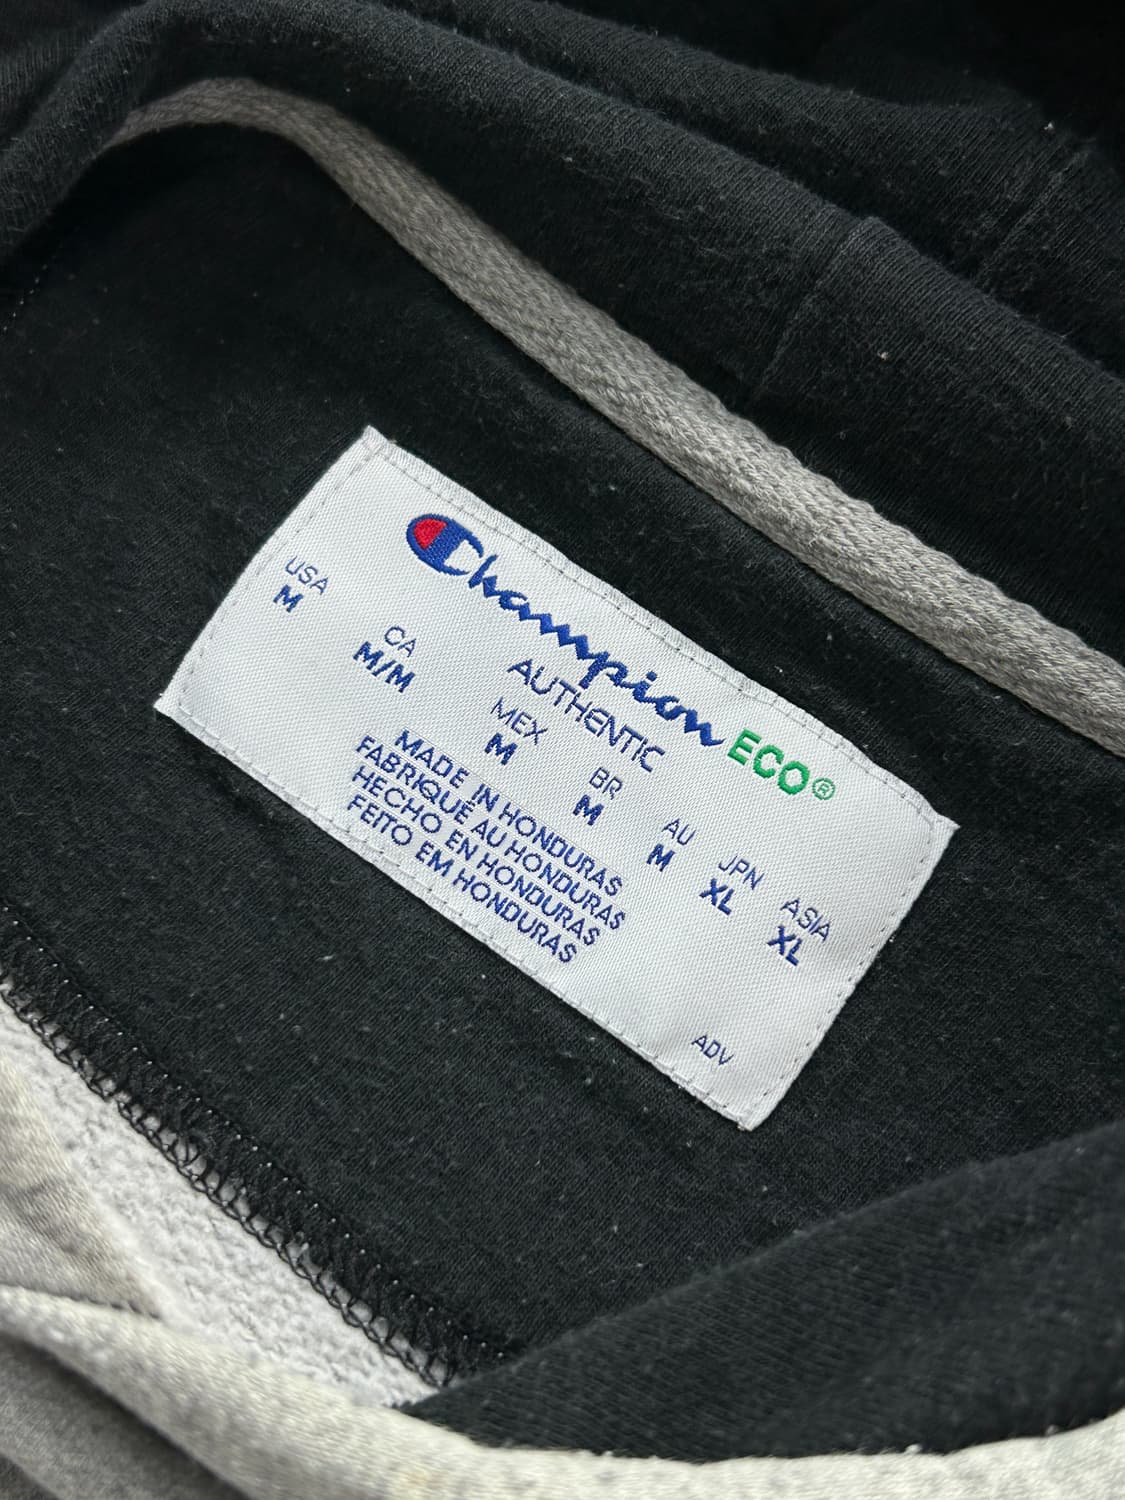 Champion ECO®
AUTHENTIC
USA CA MEX BR AU JPN ASIA
M M/M M M M XL XL
MADE IN HONDURAS
FABRIQUÉ AU HONDURAS
HECHO EN HONDURAS
FEITO EM HONDURAS
ADV